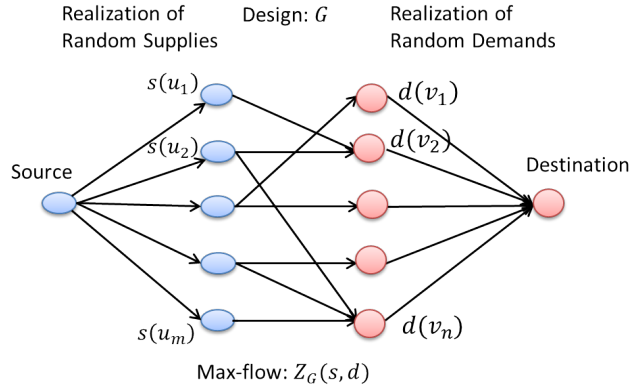 Realization of
Random Supplies
Design: G
Realization of
Random Demands
s(u₁)
d(v₁)
s(u₂)
d(v₂)
Source
Destination
s(uₘ)
d(vₙ)
Max-flow: Z_G(s, d)